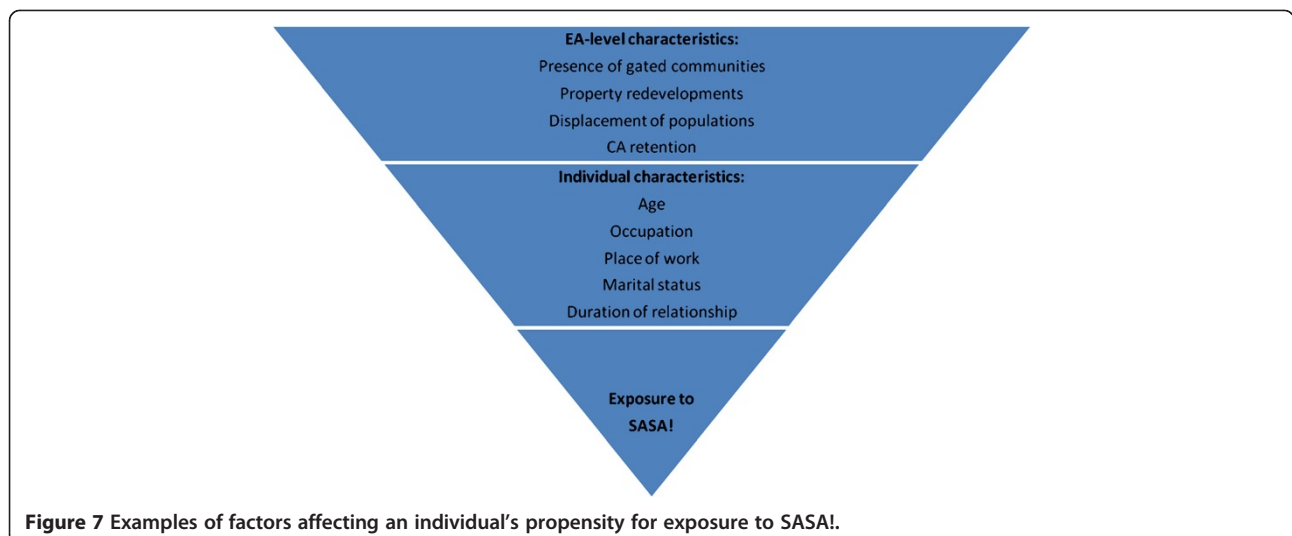 EA-level characteristics:
Presence of gated communities
Property redevelopments
Displacement of populations
CA retention
Individual characteristics:
Age
Occupation
Place of work
Marital status
Duration of relationship
Exposure to
SASA!
Figure 7 Examples of factors affecting an individual's propensity for exposure to SASA!.